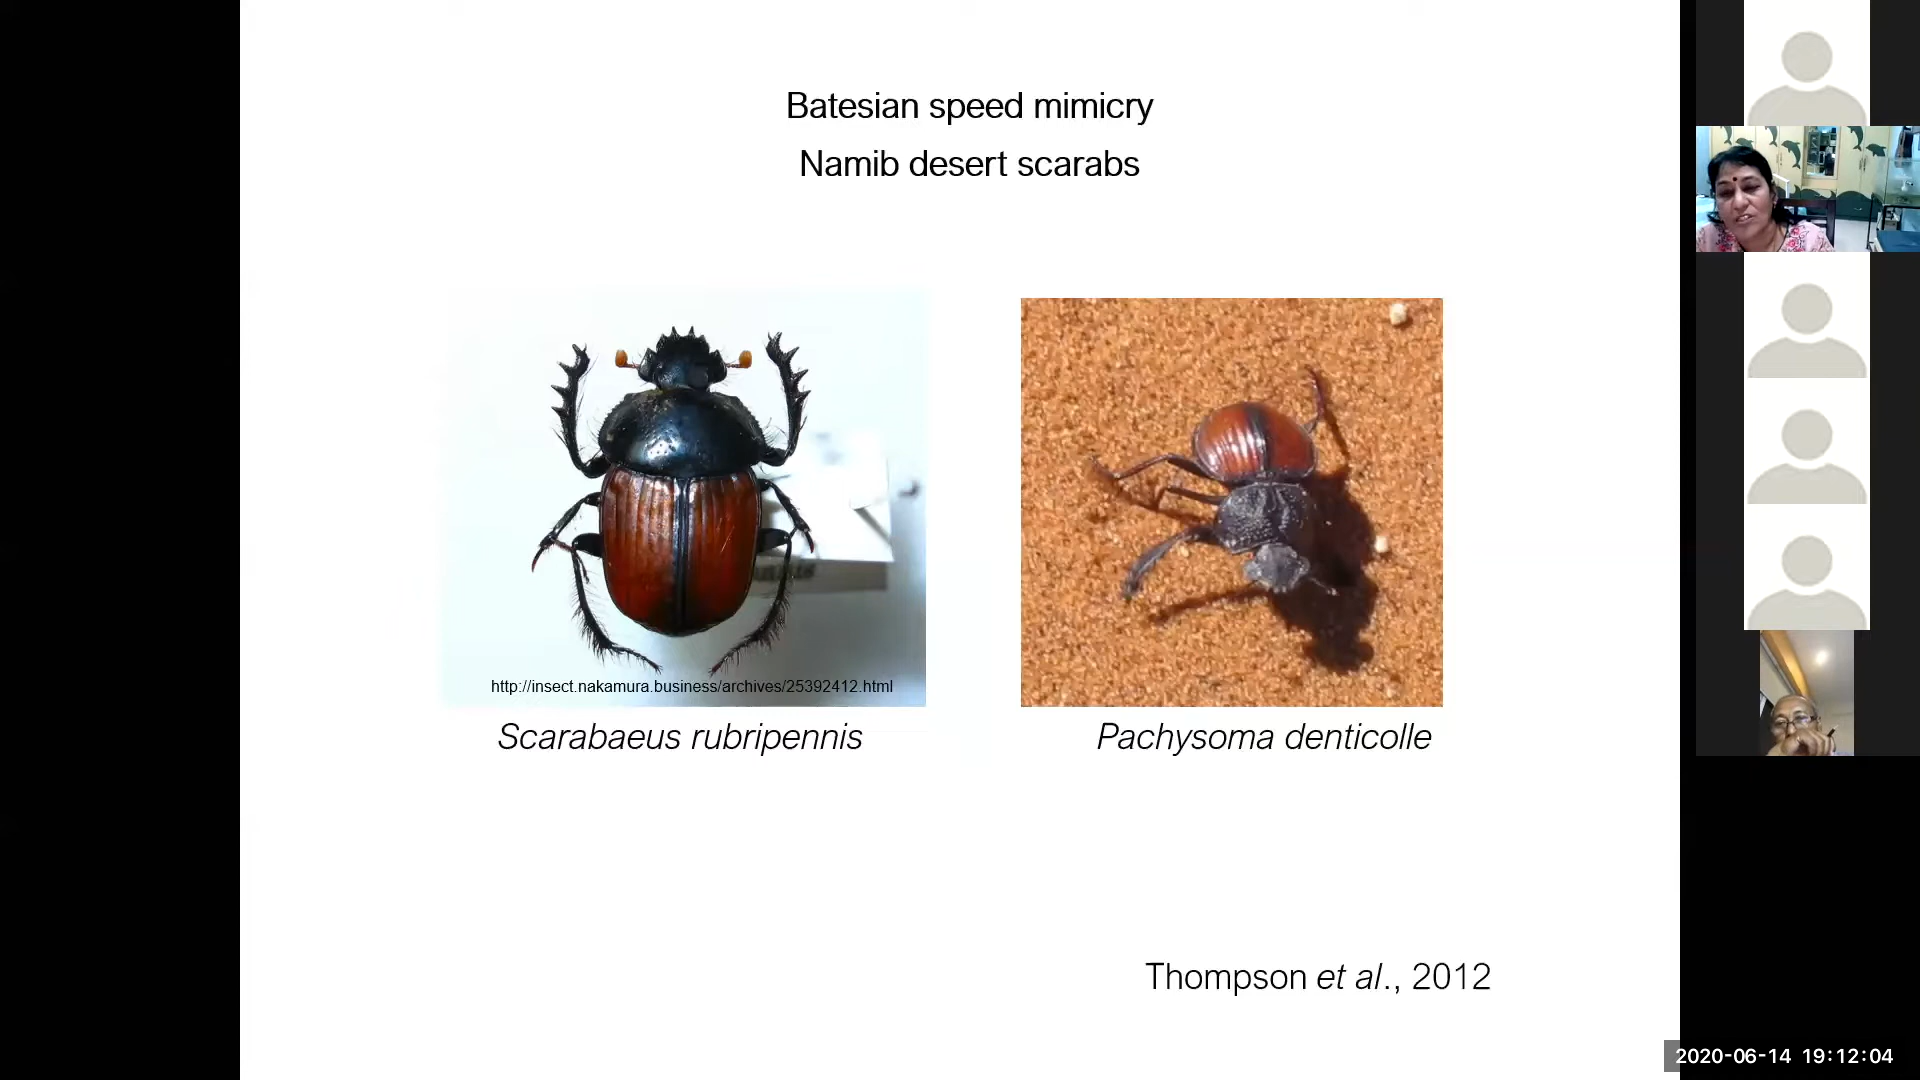 Batesian speed mimicry
Namib desert scarabs
http://insect.nakamura.business/archives/25392412.html
Scarabaeus rubripennis
Pachysoma denticolle
Thompson et al., 2012
2020-06-14 19:12:04